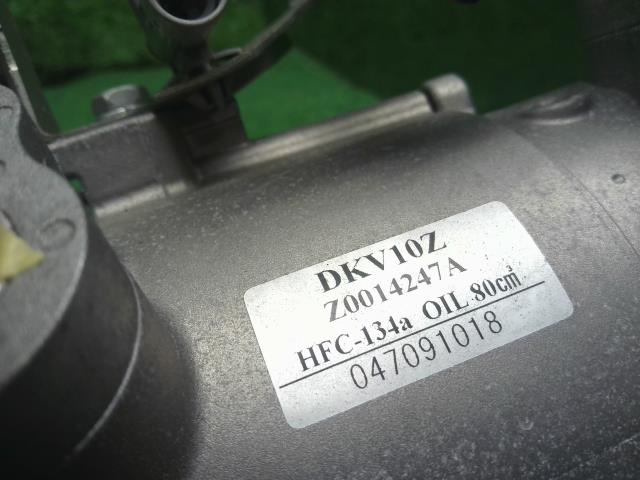 DKV10Z
Z0014247A
HFC-134a OIL 80cm³
047091018